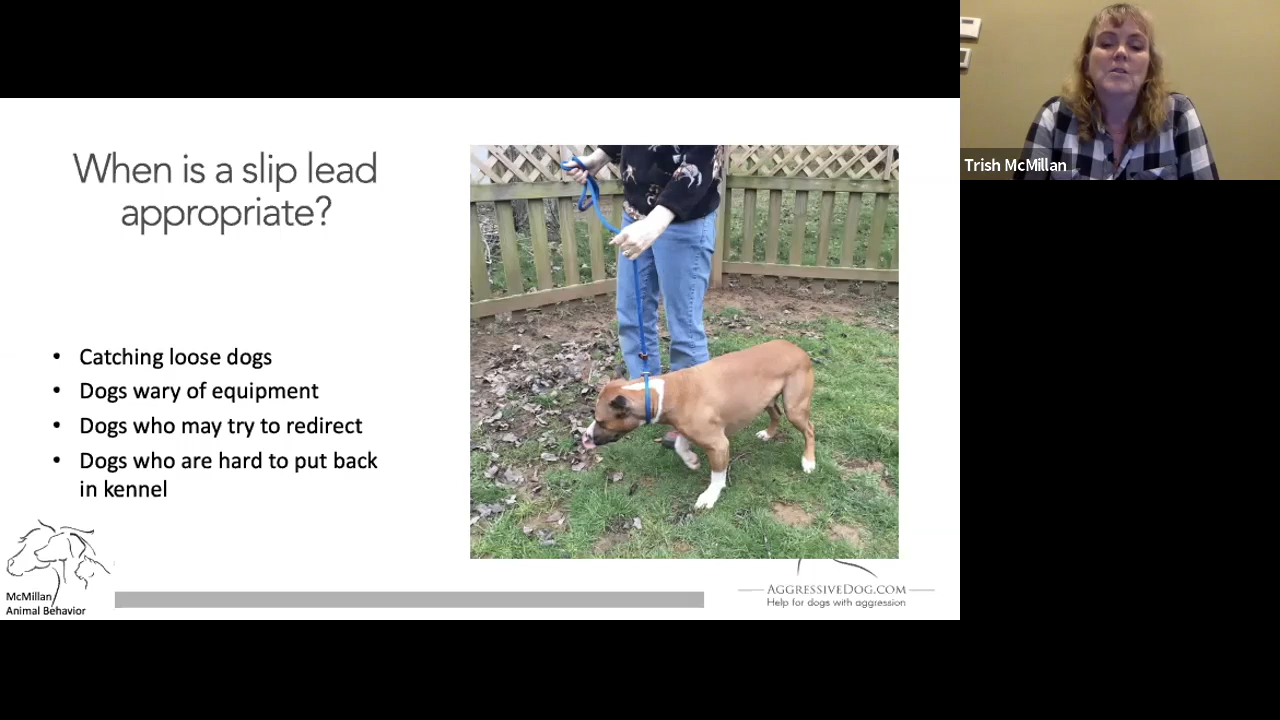 When is a slip lead
appropriate?
• Catching loose dogs
• Dogs wary of equipment
• Dogs who may try to redirect
• Dogs who are hard to put back
in kennel
McMillan
Animal Behavior
AGGRESSIVEDOG.COM
Help for dogs with aggression
Trish McMillan